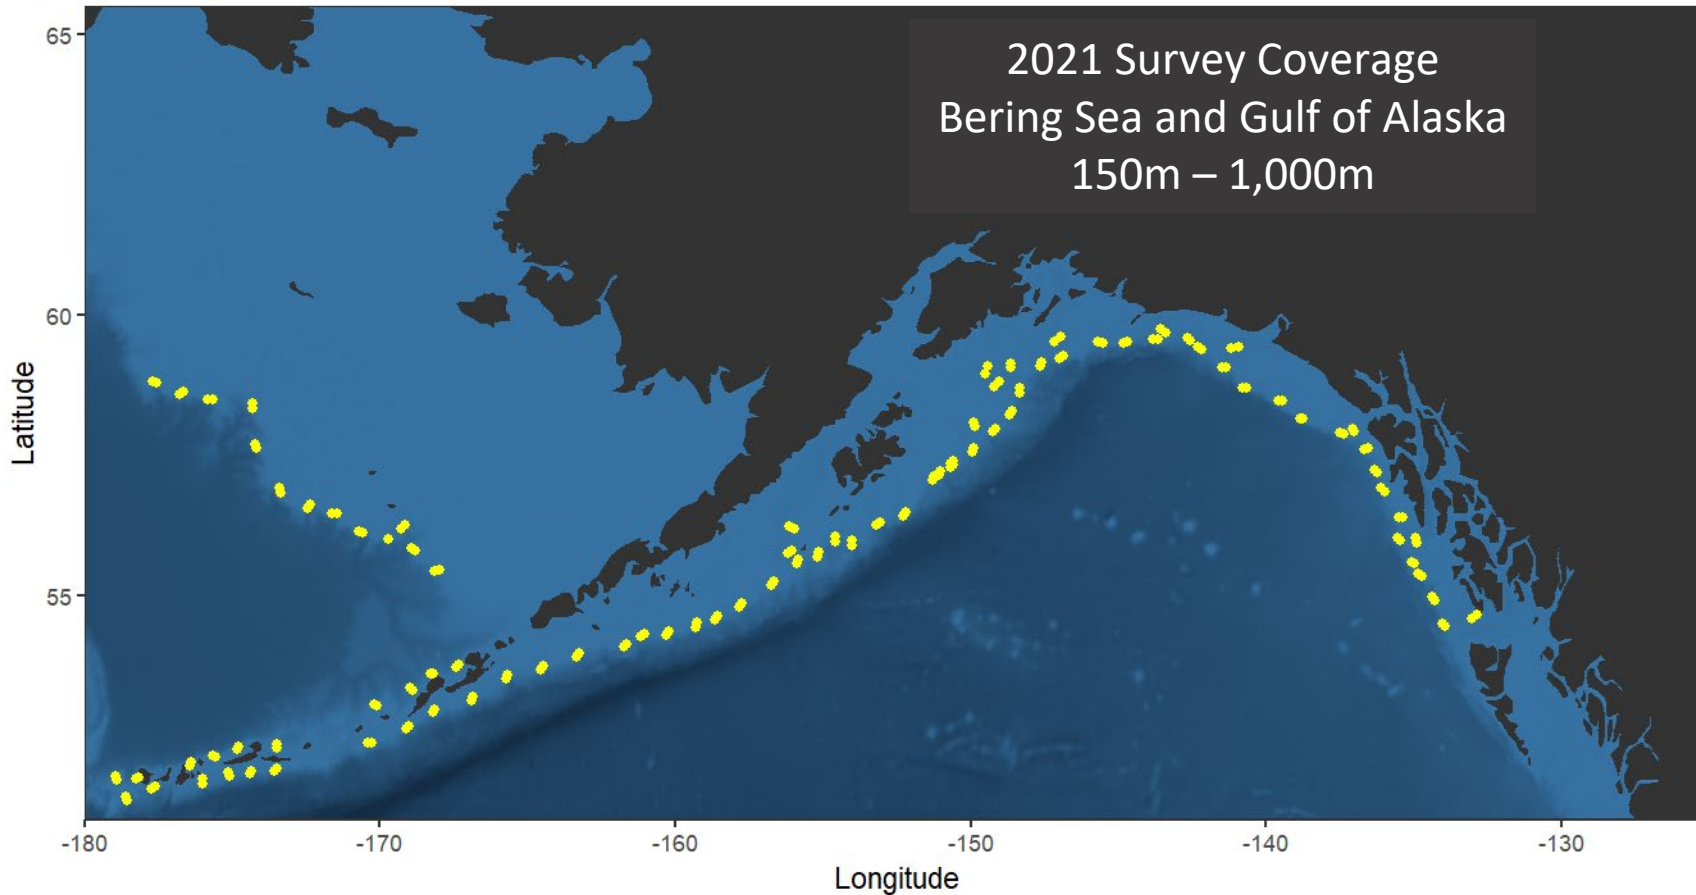 2021 Survey Coverage
Bering Sea and Gulf of Alaska
150m – 1,000m
65
60
55
Latitude
-180
-170
-160
-150
-140
-130
Longitude